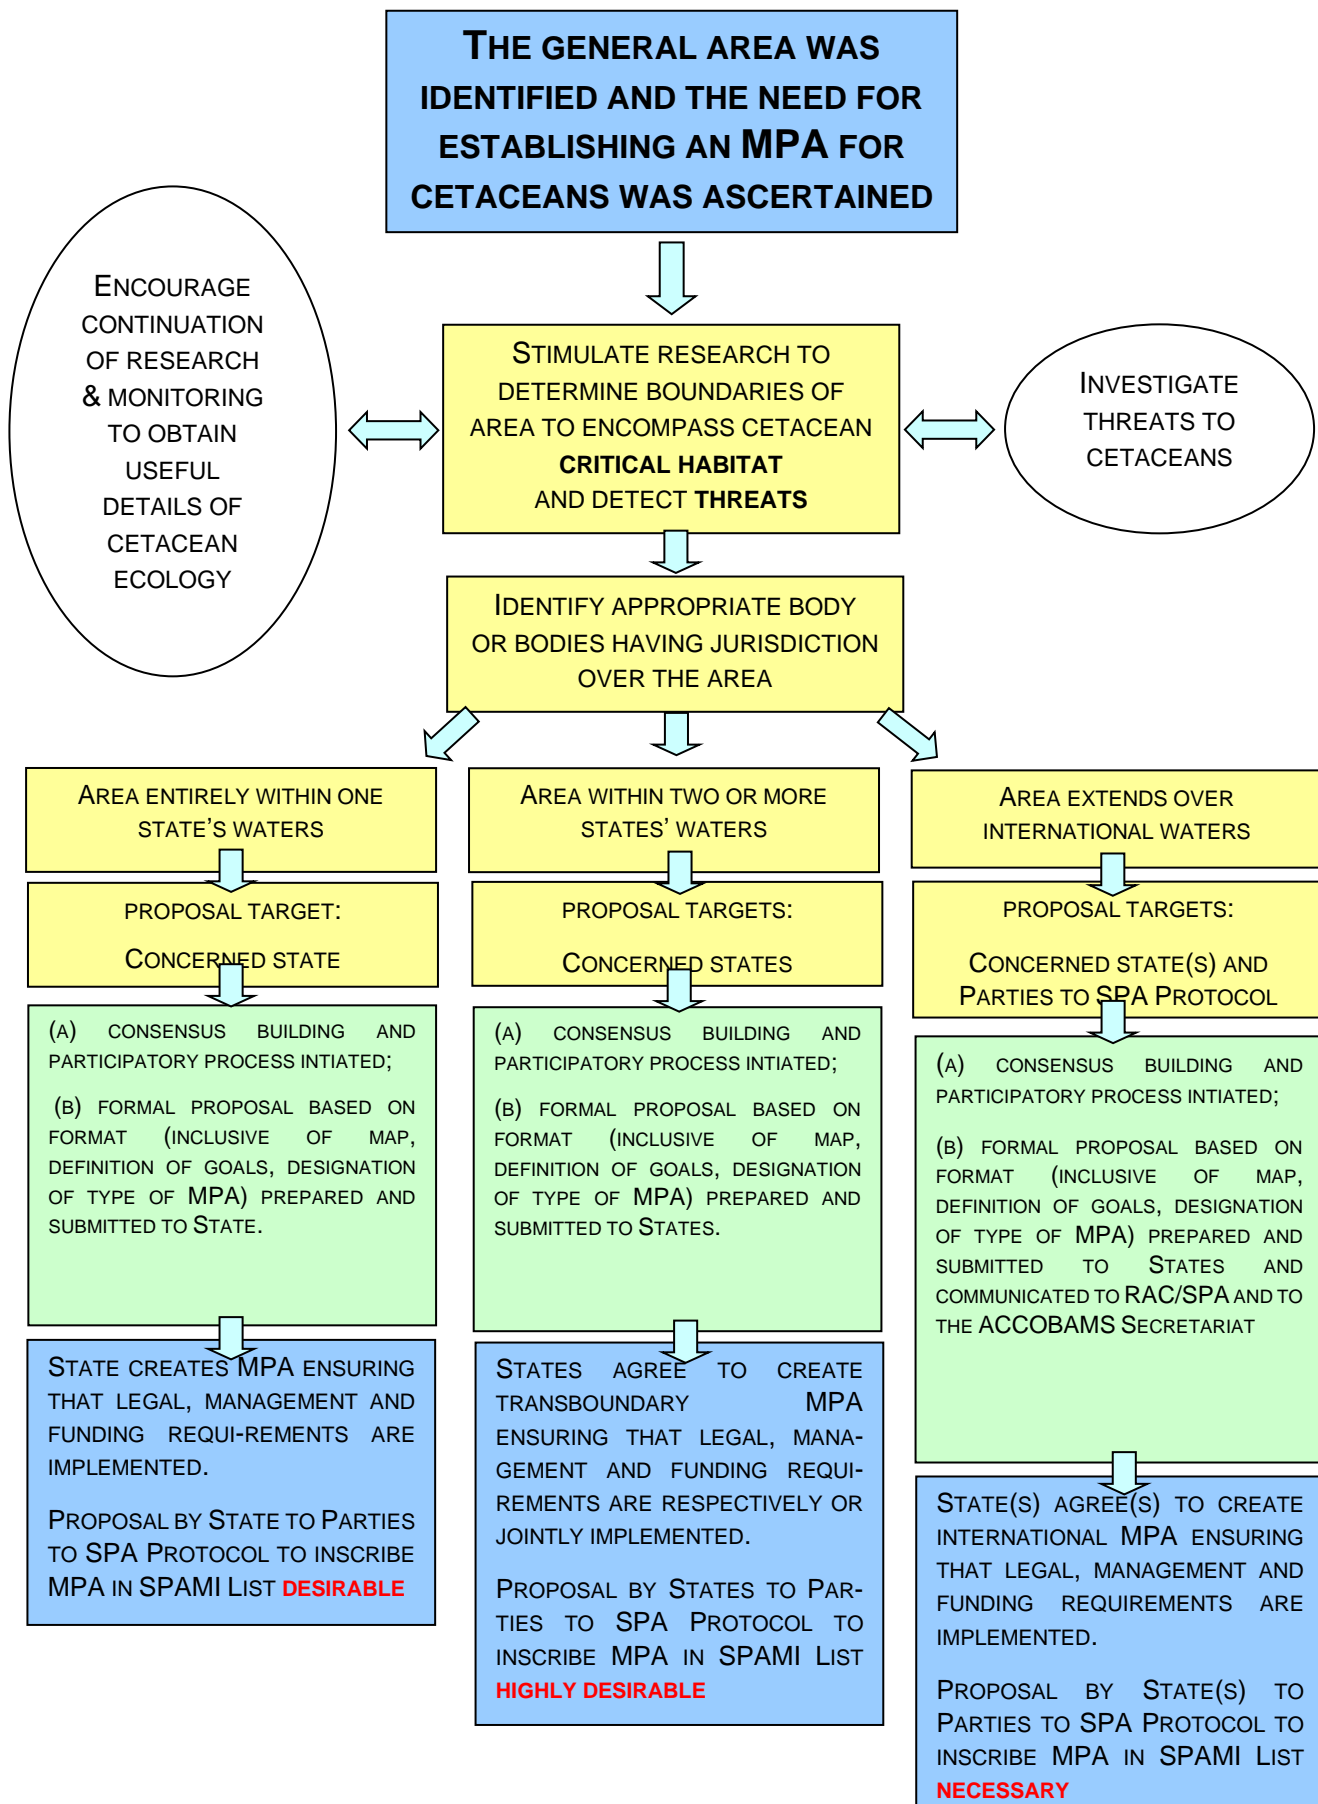 THE GENERAL AREA WAS
IDENTIFIED AND THE NEED FOR
ESTABLISHING AN MPA FOR
CETACEANS WAS ASCERTAINED
ENCOURAGE
CONTINUATION
OF RESEARCH
& MONITORING
TO OBTAIN
USEFUL
DETAILS OF
CETACEAN
ECOLOGY
STIMULATE RESEARCH TO
DETERMINE BOUNDARIES OF
AREA TO ENCOMPASS CETACEAN
CRITICAL HABITAT
AND DETECT THREATS
INVESTIGATE
THREATS TO
CETACEANS
IDENTIFY APPROPRIATE BODY
OR BODIES HAVING JURISDICTION
OVER THE AREA
AREA ENTIRELY WITHIN ONE
STATE'S WATERS
PROPOSAL TARGET:
CONCERNED STATE
(A) CONSENSUS BUILDING AND
PARTICIPATORY PROCESS INTIATED;
(B) FORMAL PROPOSAL BASED ON
FORMAT (INCLUSIVE OF MAP,
DEFINITION OF GOALS, DESIGNATION
OF TYPE OF MPA) PREPARED AND
SUBMITTED TO STATE.
STATE CREATES MPA ENSURING
THAT LEGAL, MANAGEMENT AND
FUNDING REQUI-REMENTS ARE
IMPLEMENTED.
PROPOSAL BY STATE TO PARTIES
TO SPA PROTOCOL TO INSCRIBE
MPA IN SPAMI LIST DESIRABLE
AREA WITHIN TWO OR MORE
STATES' WATERS
PROPOSAL TARGETS:
CONCERNED STATES
(A) CONSENSUS BUILDING AND
PARTICIPATORY PROCESS INTIATED;
(B) FORMAL PROPOSAL BASED ON
FORMAT (INCLUSIVE OF MAP,
DEFINITION OF GOALS, DESIGNATION
OF TYPE OF MPA) PREPARED AND
SUBMITTED TO STATES.
STATES AGREE TO CREATE
TRANSBOUNDARY MPA
ENSURING THAT LEGAL, MANA-
GEMENT AND FUNDING REQUI-
REMENTS ARE RESPECTIVELY OR
JOINTLY IMPLEMENTED.
PROPOSAL BY STATES TO PAR-
TIES TO SPA PROTOCOL TO
INSCRIBE MPA IN SPAMI LIST
HIGHLY DESIRABLE
AREA EXTENDS OVER
INTERNATIONAL WATERS
PROPOSAL TARGETS:
CONCERNED STATE(S) AND
PARTIES TO SPA PROTOCOL
(A) CONSENSUS BUILDING AND
PARTICIPATORY PROCESS INTIATED;
(B) FORMAL PROPOSAL BASED ON
FORMAT (INCLUSIVE OF MAP,
DEFINITION OF GOALS, DESIGNATION
OF TYPE OF MPA) PREPARED AND
SUBMITTED TO STATES AND
COMMUNICATED TO RAC/SPA AND TO
THE ACCOBAMS SECRETARIAT
STATE(S) AGREE(S) TO CREATE
INTERNATIONAL MPA ENSURING
THAT LEGAL, MANAGEMENT AND
FUNDING REQUIREMENTS ARE
IMPLEMENTED.
PROPOSAL BY STATE(S) TO
PARTIES TO SPA PROTOCOL TO
INSCRIBE MPA IN SPAMI LIST
NECESSARY